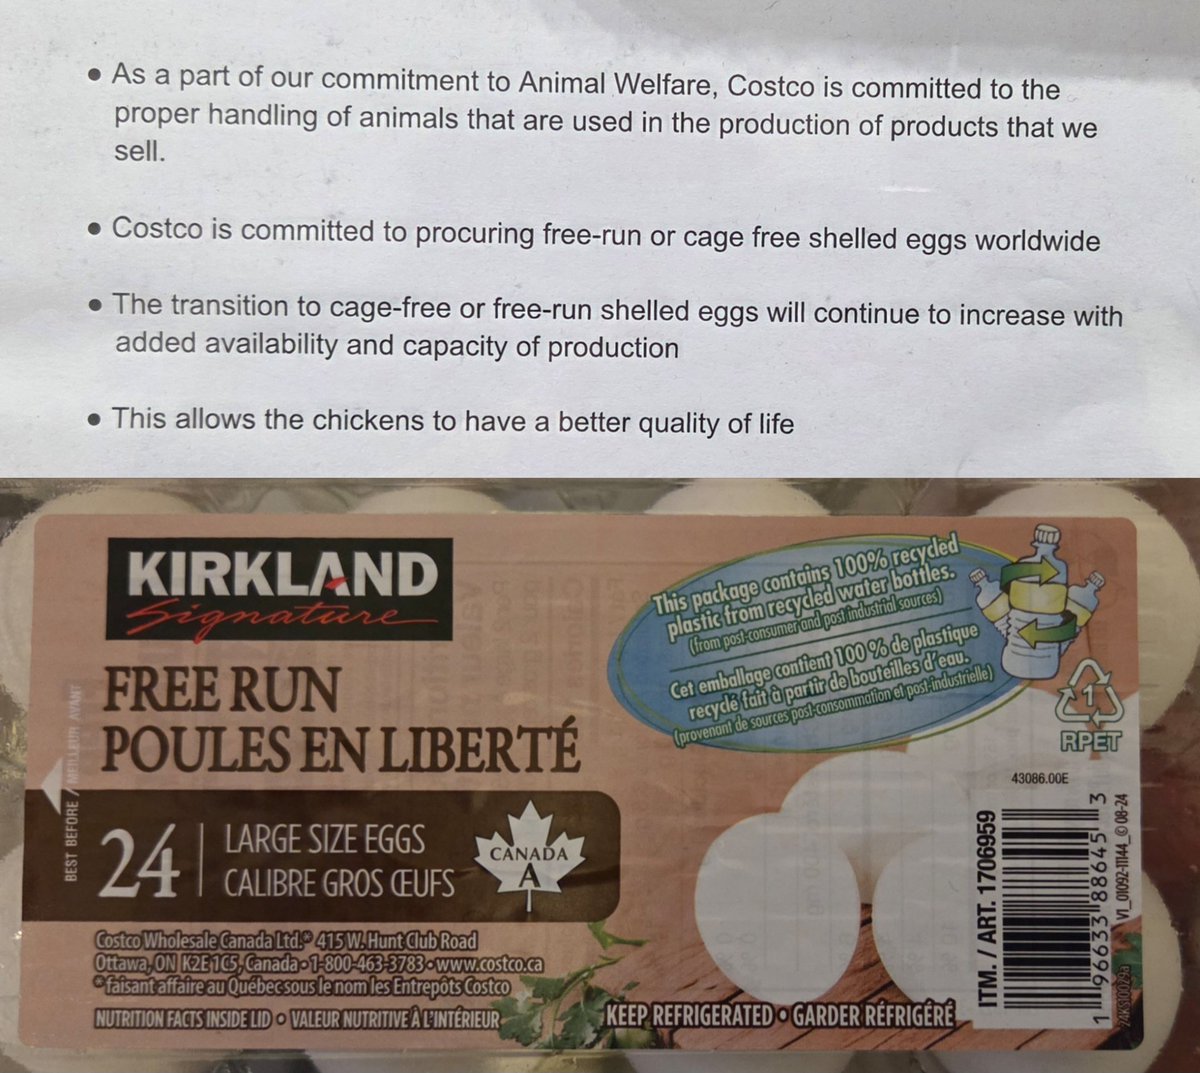 • As a part of our commitment to Animal Welfare, Costco is committed to the
proper handling of animals that are used in the production of products that we
sell.
• Costco is committed to procuring free-run or cage free shelled eggs worldwide
• The transition to cage-free or free-run shelled eggs will continue to increase with
added availability and capacity of production
• This allows the chickens to have a better quality of life
KIRKLAND
Signature
FREE RUN
POULES EN LIBERTÉ
This package contains 100% recycled
plastic from recycled water bottles.
(from post-consumer and post industrial sources)
Cet emballage contient 100 % de plastique
recyclé fait à partir de bouteilles d'eau.
(provenant de sources post-consommation et post-industrielle)
1
RPET
BEST BEFORE / MEILLEUR AVANT
24
LARGE SIZE EGGS
CALIBRE GROS ŒUFS
CANADA
A
Costco Wholesale Canada Ltd.* 415 W. Hunt Club Road
Ottawa, ON K2E 1C5, Canada • 1-800-463-3783 • www.costco.ca
*faisant affaire au Québec sous le nom les Entrepôts Costco
NUTRITION FACTS INSIDE LID • VALEUR NUTRITIVE À L'INTÉRIEUR
KEEP REFRIGERATED • GARDER RÉFRIGÉRÉ
43086.00E
ITM. / ART. 1706959
1 96633 88645 3
V1_01092-111144_© 08-24